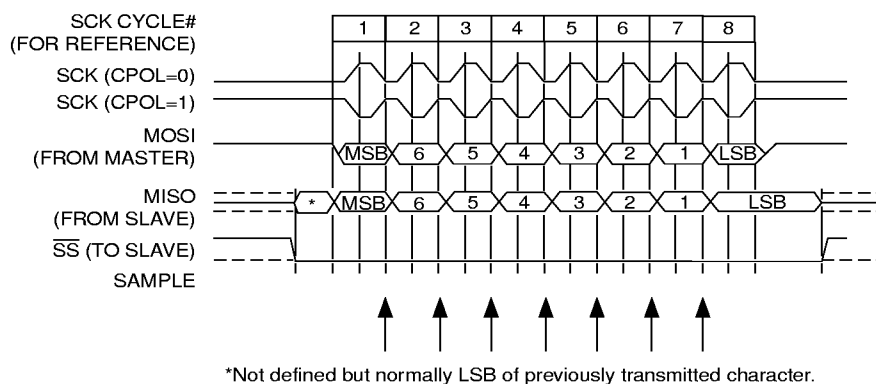 SCK CYCLE#
(FOR REFERENCE)
1 2 3 4 5 6 7 8
SCK (CPOL=0)
SCK (CPOL=1)
MOSI
(FROM MASTER)
MSB 6 5 4 3 2 1 LSB
MISO
(FROM SLAVE)
* MSB 6 5 4 3 2 1 LSB
SS (TO SLAVE)
SAMPLE
*Not defined but normally LSB of previously transmitted character.